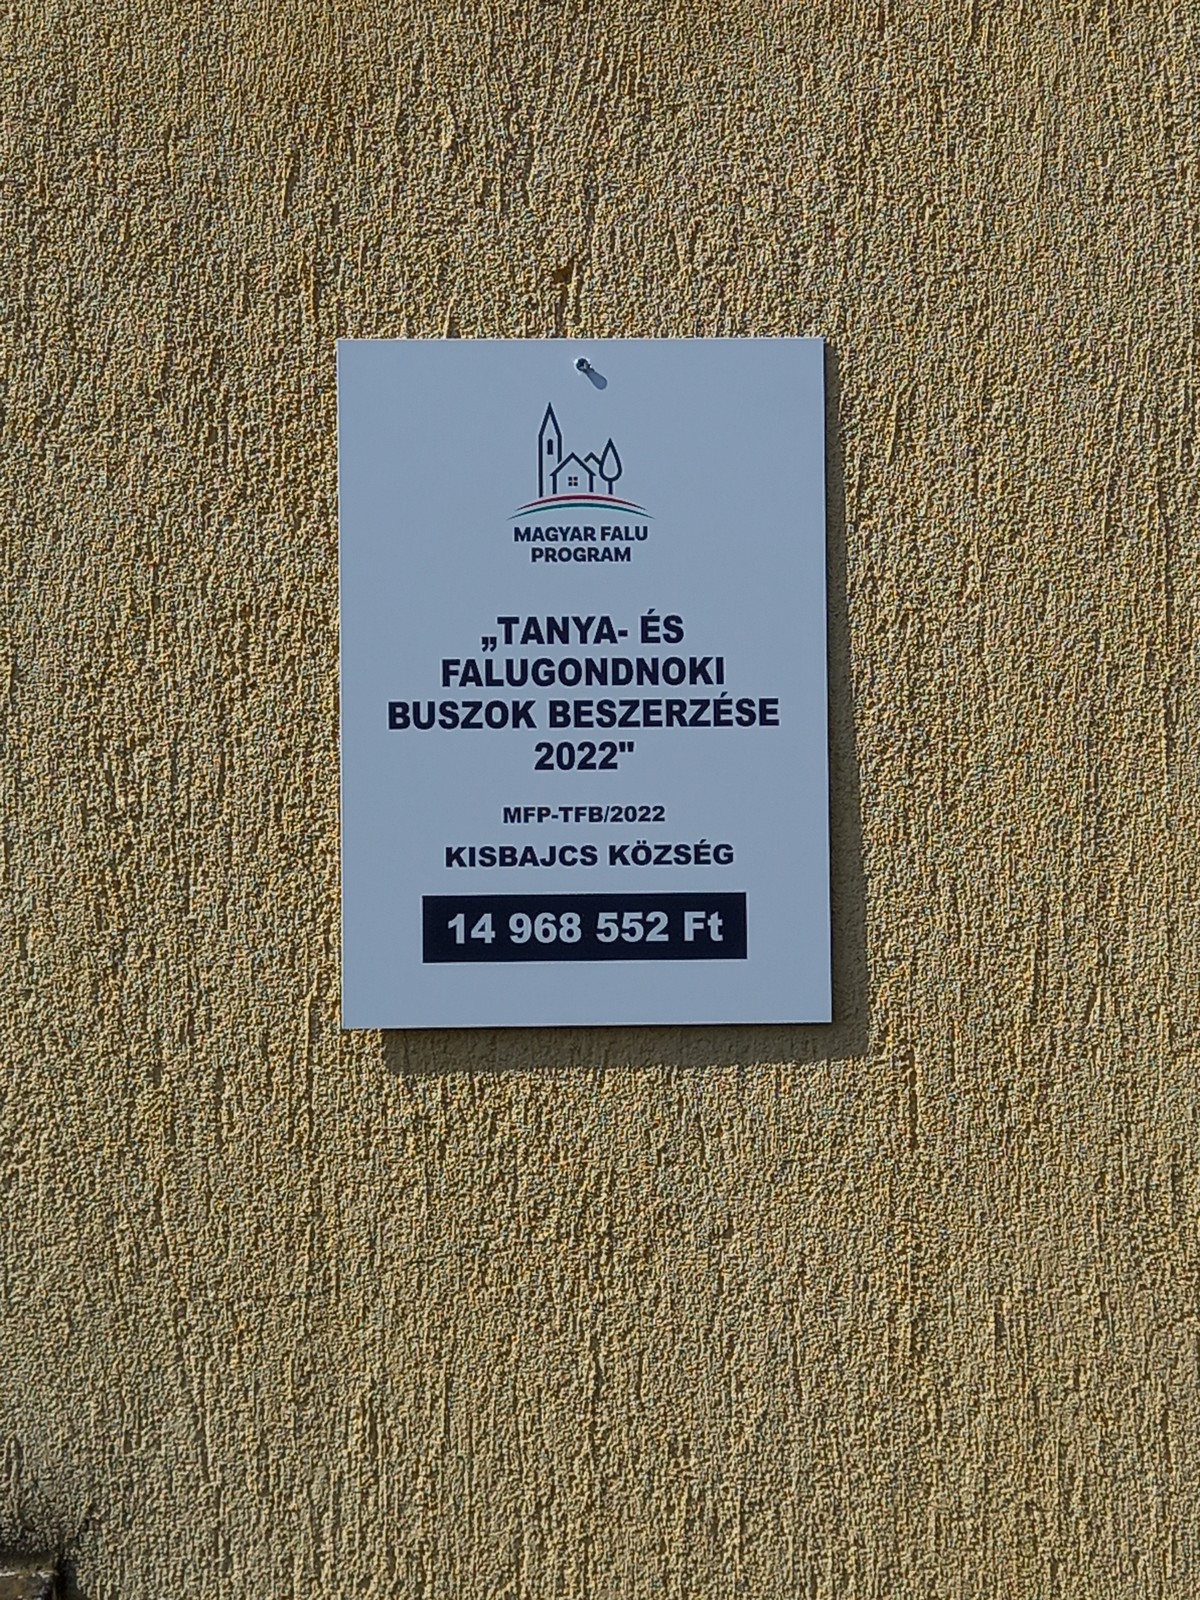 MAGYAR FALU
PROGRAM
„TANYA- ÉS
FALUGONDNOKI
BUSZOK BESZERZÉSE
2022"
MFP-TFB/2022
KISBAJCS KÖZSÉG
14 968 552 Ft